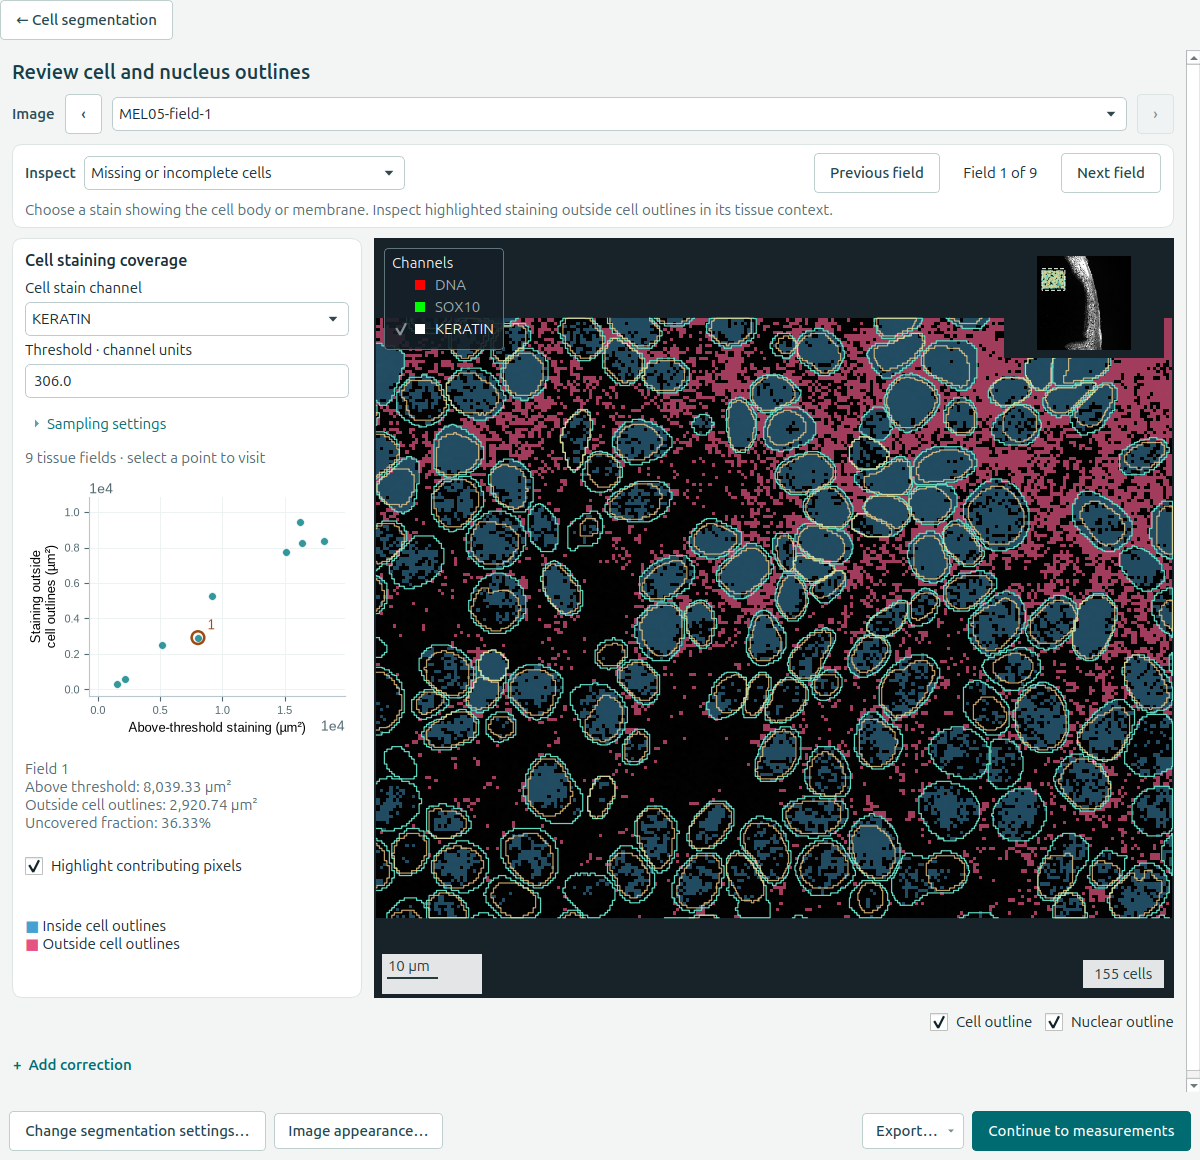 ← Cell segmentation
Review cell and nucleus outlines
Image ‹ MEL05-field-1 ›
Inspect Missing or incomplete cells Previous field Field 1 of 9 Next field
Choose a stain showing the cell body or membrane. Inspect highlighted staining outside cell outlines in its tissue context.
Cell staining coverage
Cell stain channel
KERATIN
Threshold · channel units
306.0
Sampling settings
9 tissue fields · select a point to visit
1e4
1.0
0.8
0.6
0.4
0.2
0.0
Staining outside
cell outlines (µm²)
1
0.0 0.5 1.0 1.5
Above-threshold staining (µm²) 1e4
Field 1
Above threshold: 8,039.33 µm²
Outside cell outlines: 2,920.74 µm²
Uncovered fraction: 36.33%
Highlight contributing pixels
Inside cell outlines
Outside cell outlines
Channels
DNA
SOX10
KERATIN
10 µm
155 cells
Cell outline Nuclear outline
+ Add correction
Change segmentation settings... Image appearance... Export... Continue to measurements